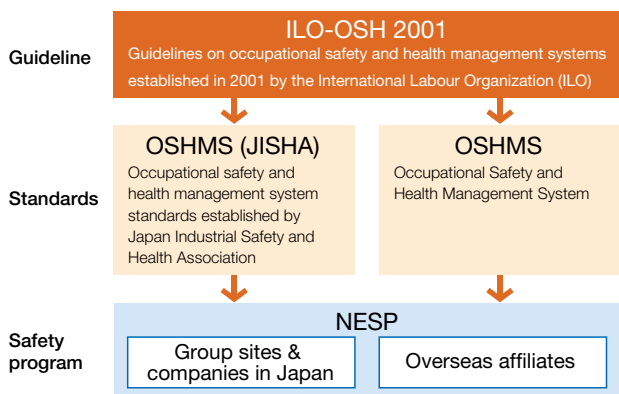 Guideline
ILO-OSH 2001
Guidelines on occupational safety and health management systems
established in 2001 by the International Labour Organization (ILO)
Standards
OSHMS (JISHA)
Occupational safety and
health management system
standards established by
Japan Industrial Safety and
Health Association
OSHMS
Occupational Safety and
Health Management System
Safety
program
NESP
Group sites &
companies in Japan
Overseas affiliates